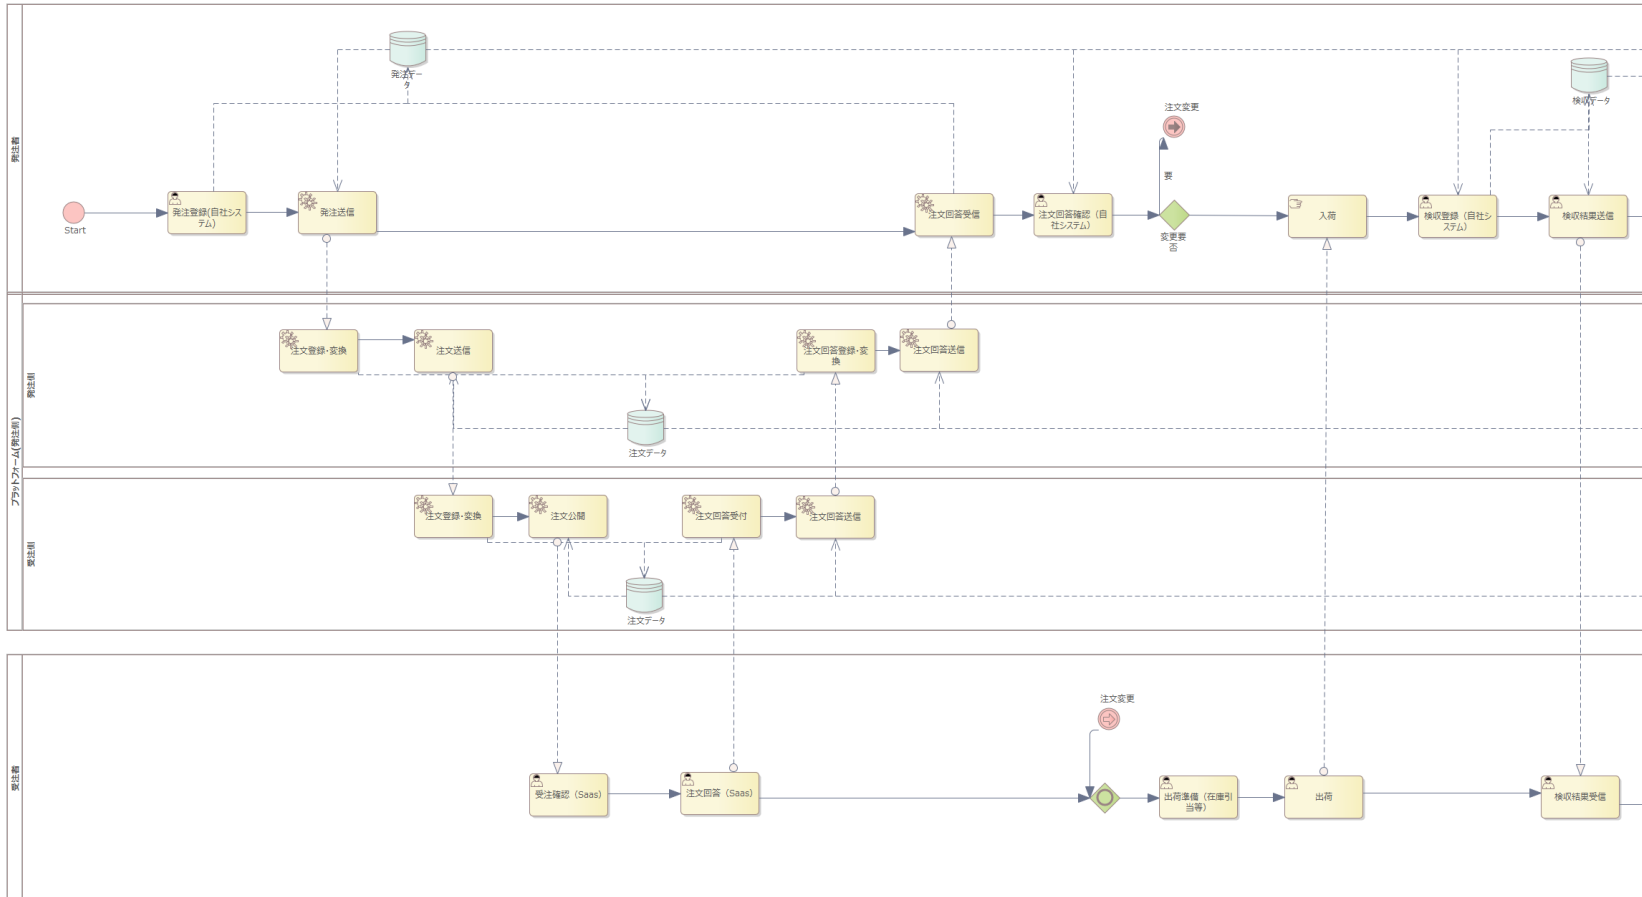 発注者
Start
発注登録(自社シス
テム)
発注送信
発注デー
タ
注文回答受信
注文回答確認（自
社システム）
注文変更
要
変更要
否
入荷
検収登録（自社シ
ステム）
検収データ
検収結果送信
プラットフォーム(発注側)
発注側
注文登録・変換
注文送信
注文データ
注文回答登録・変
換
注文回答送信
受注側
注文登録・変換
注文公開
注文データ
注文回答受付
注文回答送信
受注者
受注確認（Saas）
注文回答（Saas）
注文変更
出荷準備（在庫引
当等）
出荷
検収結果受信